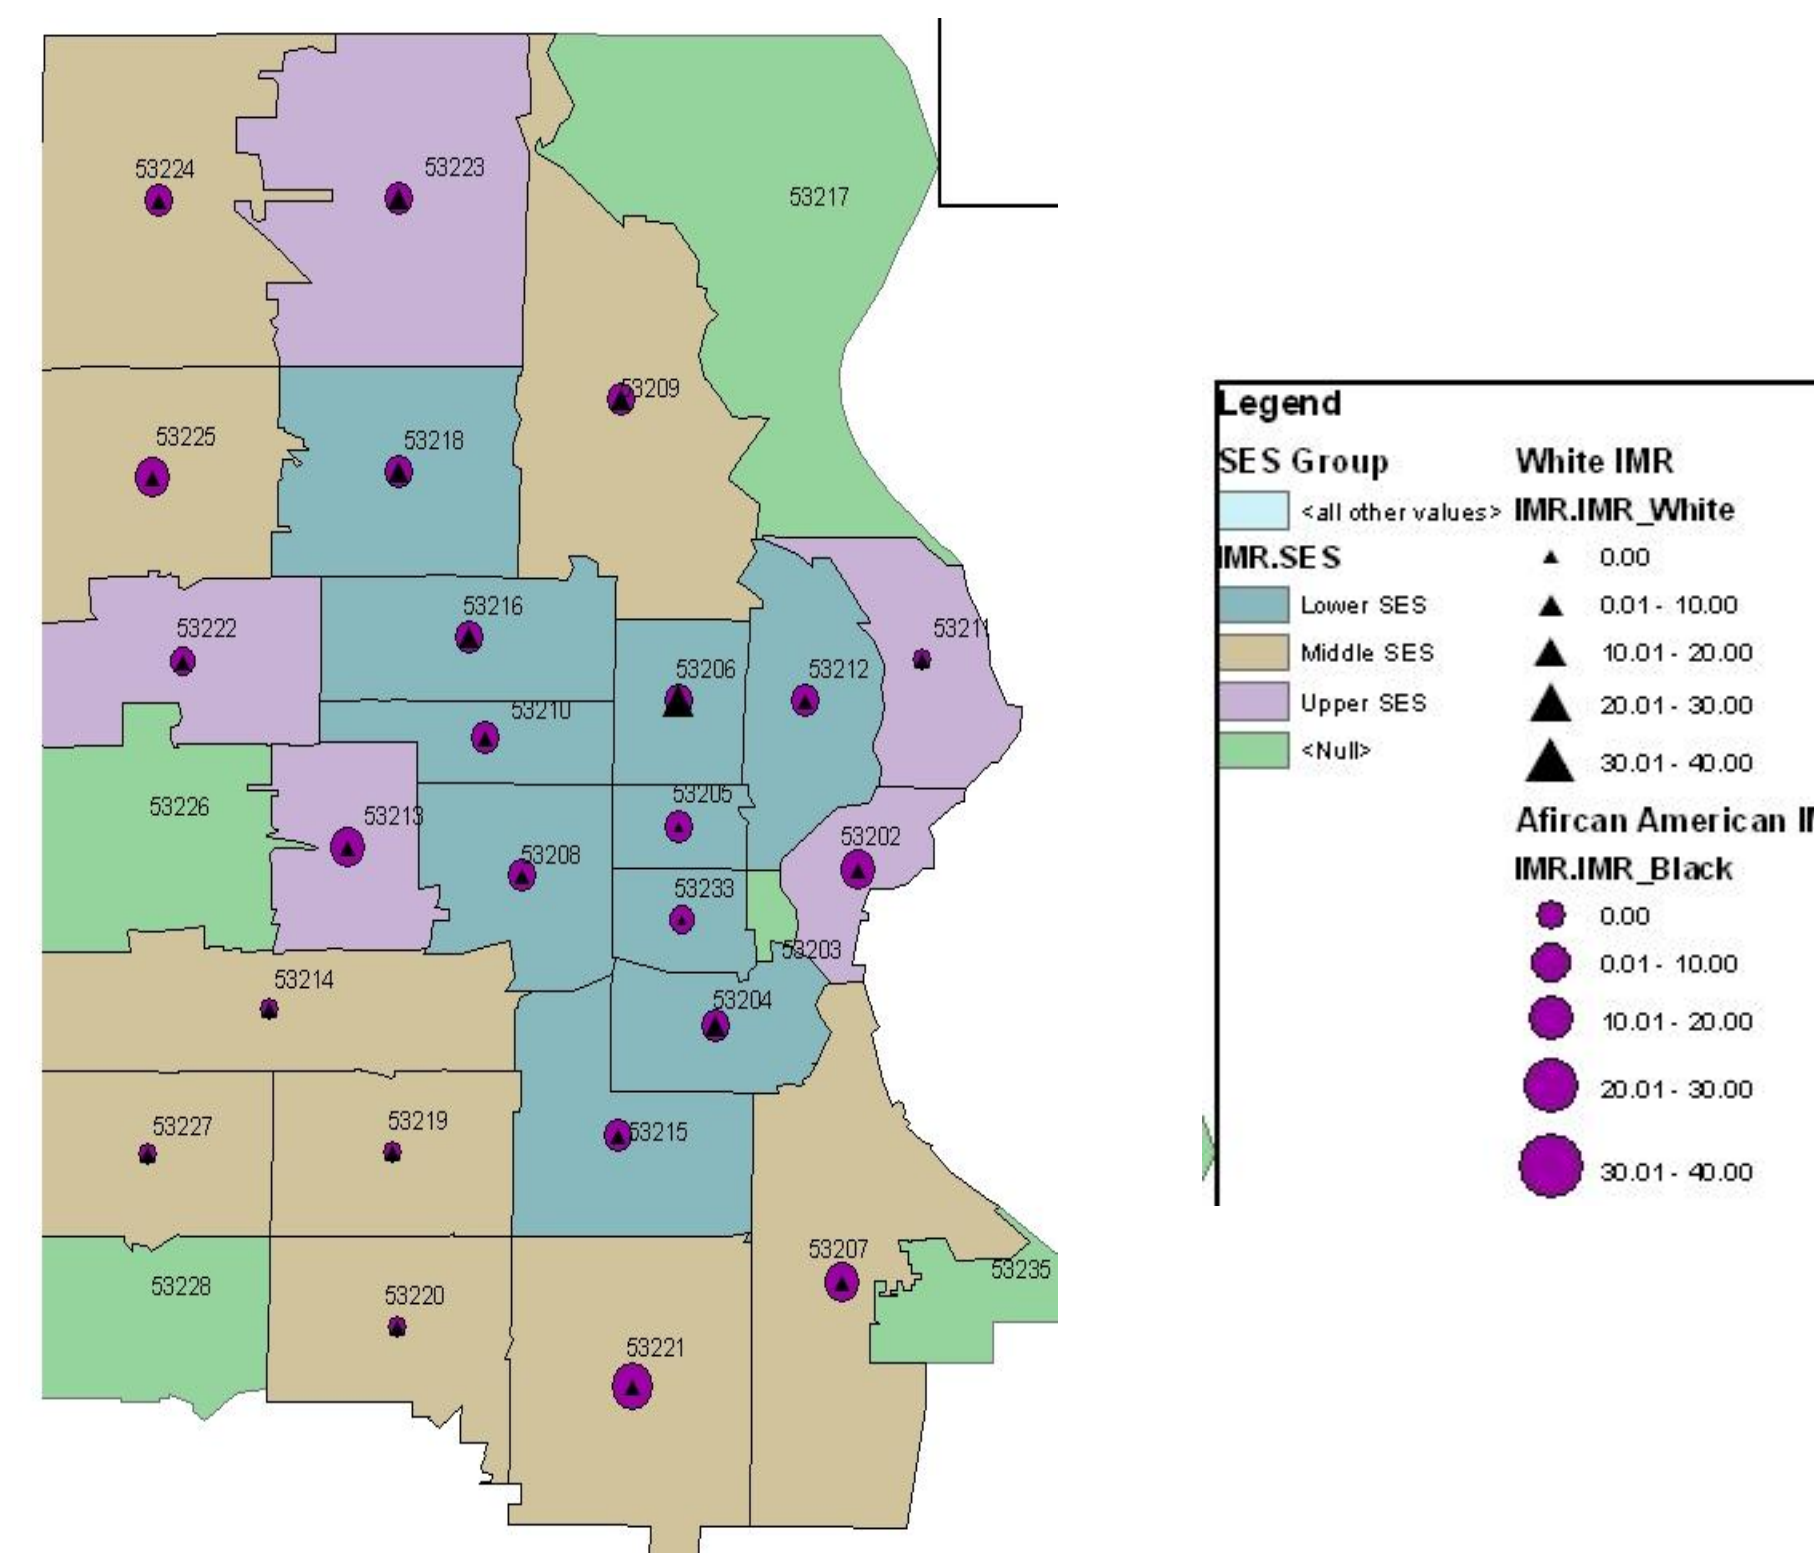 53224
53223
53217
53209
53225
53218
53216
53222
53211
53206
53212
53210
53205
53226
53213
53202
53208
53233
53203
53214
53204
53219
53227
53215
53207
53235
53228
53220
53221
Legend
SES Group
<all other values>
IMR.SES
Lower SES
Middle SES
Upper SES
<Null>
White IMR
IMR.IMR_White
0.00
0.01 - 10.00
10.01 - 20.00
20.01 - 30.00
30.01 - 40.00
Afircan American
IMR.IMR_Black
0.00
0.01 - 10.00
10.01 - 20.00
20.01 - 30.00
30.01 - 40.00